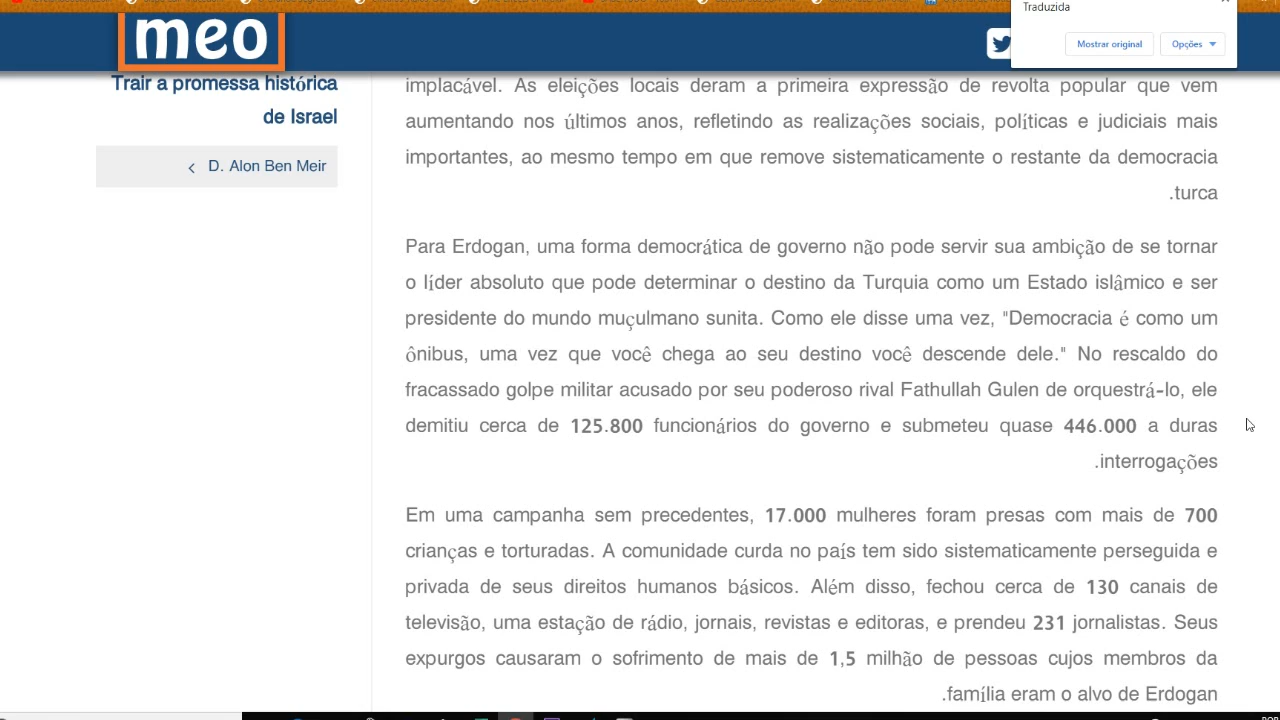 meo
Traduzida
Mostrar original
Opções
Trair a promessa histórica
de Israel
D. Alon Ben Meir
implacável. As eleições locais deram a primeira expressão de revolta popular que vem
aumentando nos últimos anos, refletindo as realizações sociais, políticas e judiciais mais
importantes, ao mesmo tempo em que remove sistematicamente o restante da democracia
.turca
Para Erdogan, uma forma democrática de governo não pode servir sua ambição de se tornar
o líder absoluto que pode determinar o destino da Turquia como um Estado islâmico e ser
presidente do mundo muçulmano sunita. Como ele disse uma vez, "Democracia é como um
ônibus, uma vez que você chega ao seu destino você descende dele." No rescaldo do
fracassado golpe militar acusado por seu poderoso rival Fathullah Gulen de orquestrá-lo, ele
demitiu cerca de 125.800 funcionários do governo e submeteu quase 446.000 a duras
.interrogações
Em uma campanha sem precedentes, 17.000 mulheres foram presas com mais de 700
crianças e torturadas. A comunidade curda no país tem sido sistematicamente perseguida e
privada de seus direitos humanos básicos. Além disso, fechou cerca de 130 canais de
televisão, uma estação de rádio, jornais, revistas e editoras, e prendeu 231 jornalistas. Seus
expurgos causaram o sofrimento de mais de 1,5 milhão de pessoas cujos membros da
.família eram o alvo de Erdogan